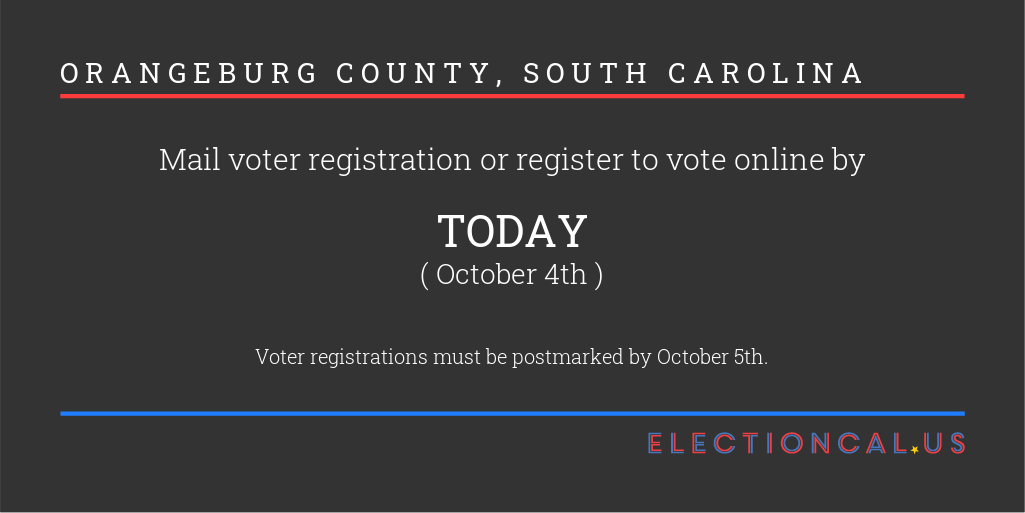 ORANGEBURG COUNTY, SOUTH CAROLINA
Mail voter registration or register to vote online by
TODAY
( October 4th )
Voter registrations must be postmarked by October 5th.
ELECTIONCAL.US